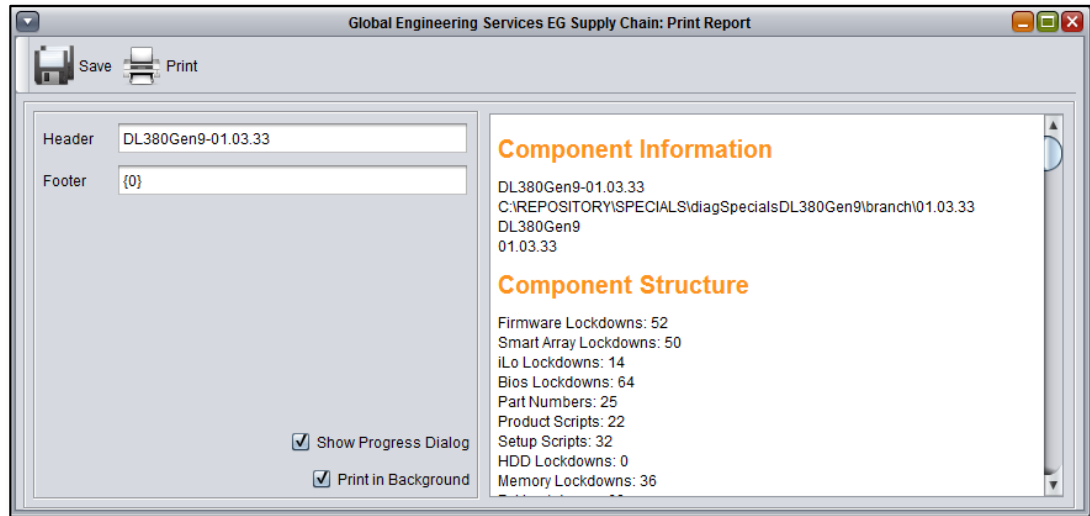 Global Engineering Services EG Supply Chain: Print Report
Save Print
Header DL380Gen9-01.03.33
Footer {0}
Show Progress Dialog
Print in Background
Component Information
DL380Gen9-01.03.33
C:\REPOSITORY\SPECIALS\diagSpecialsDL380Gen9\branch\01.03.33
DL380Gen9
01.03.33
Component Structure
Firmware Lockdowns: 52
Smart Array Lockdowns: 50
iLo Lockdowns: 14
Bios Lockdowns: 64
Part Numbers: 25
Product Scripts: 22
Setup Scripts: 32
HDD Lockdowns: 0
Memory Lockdowns: 36